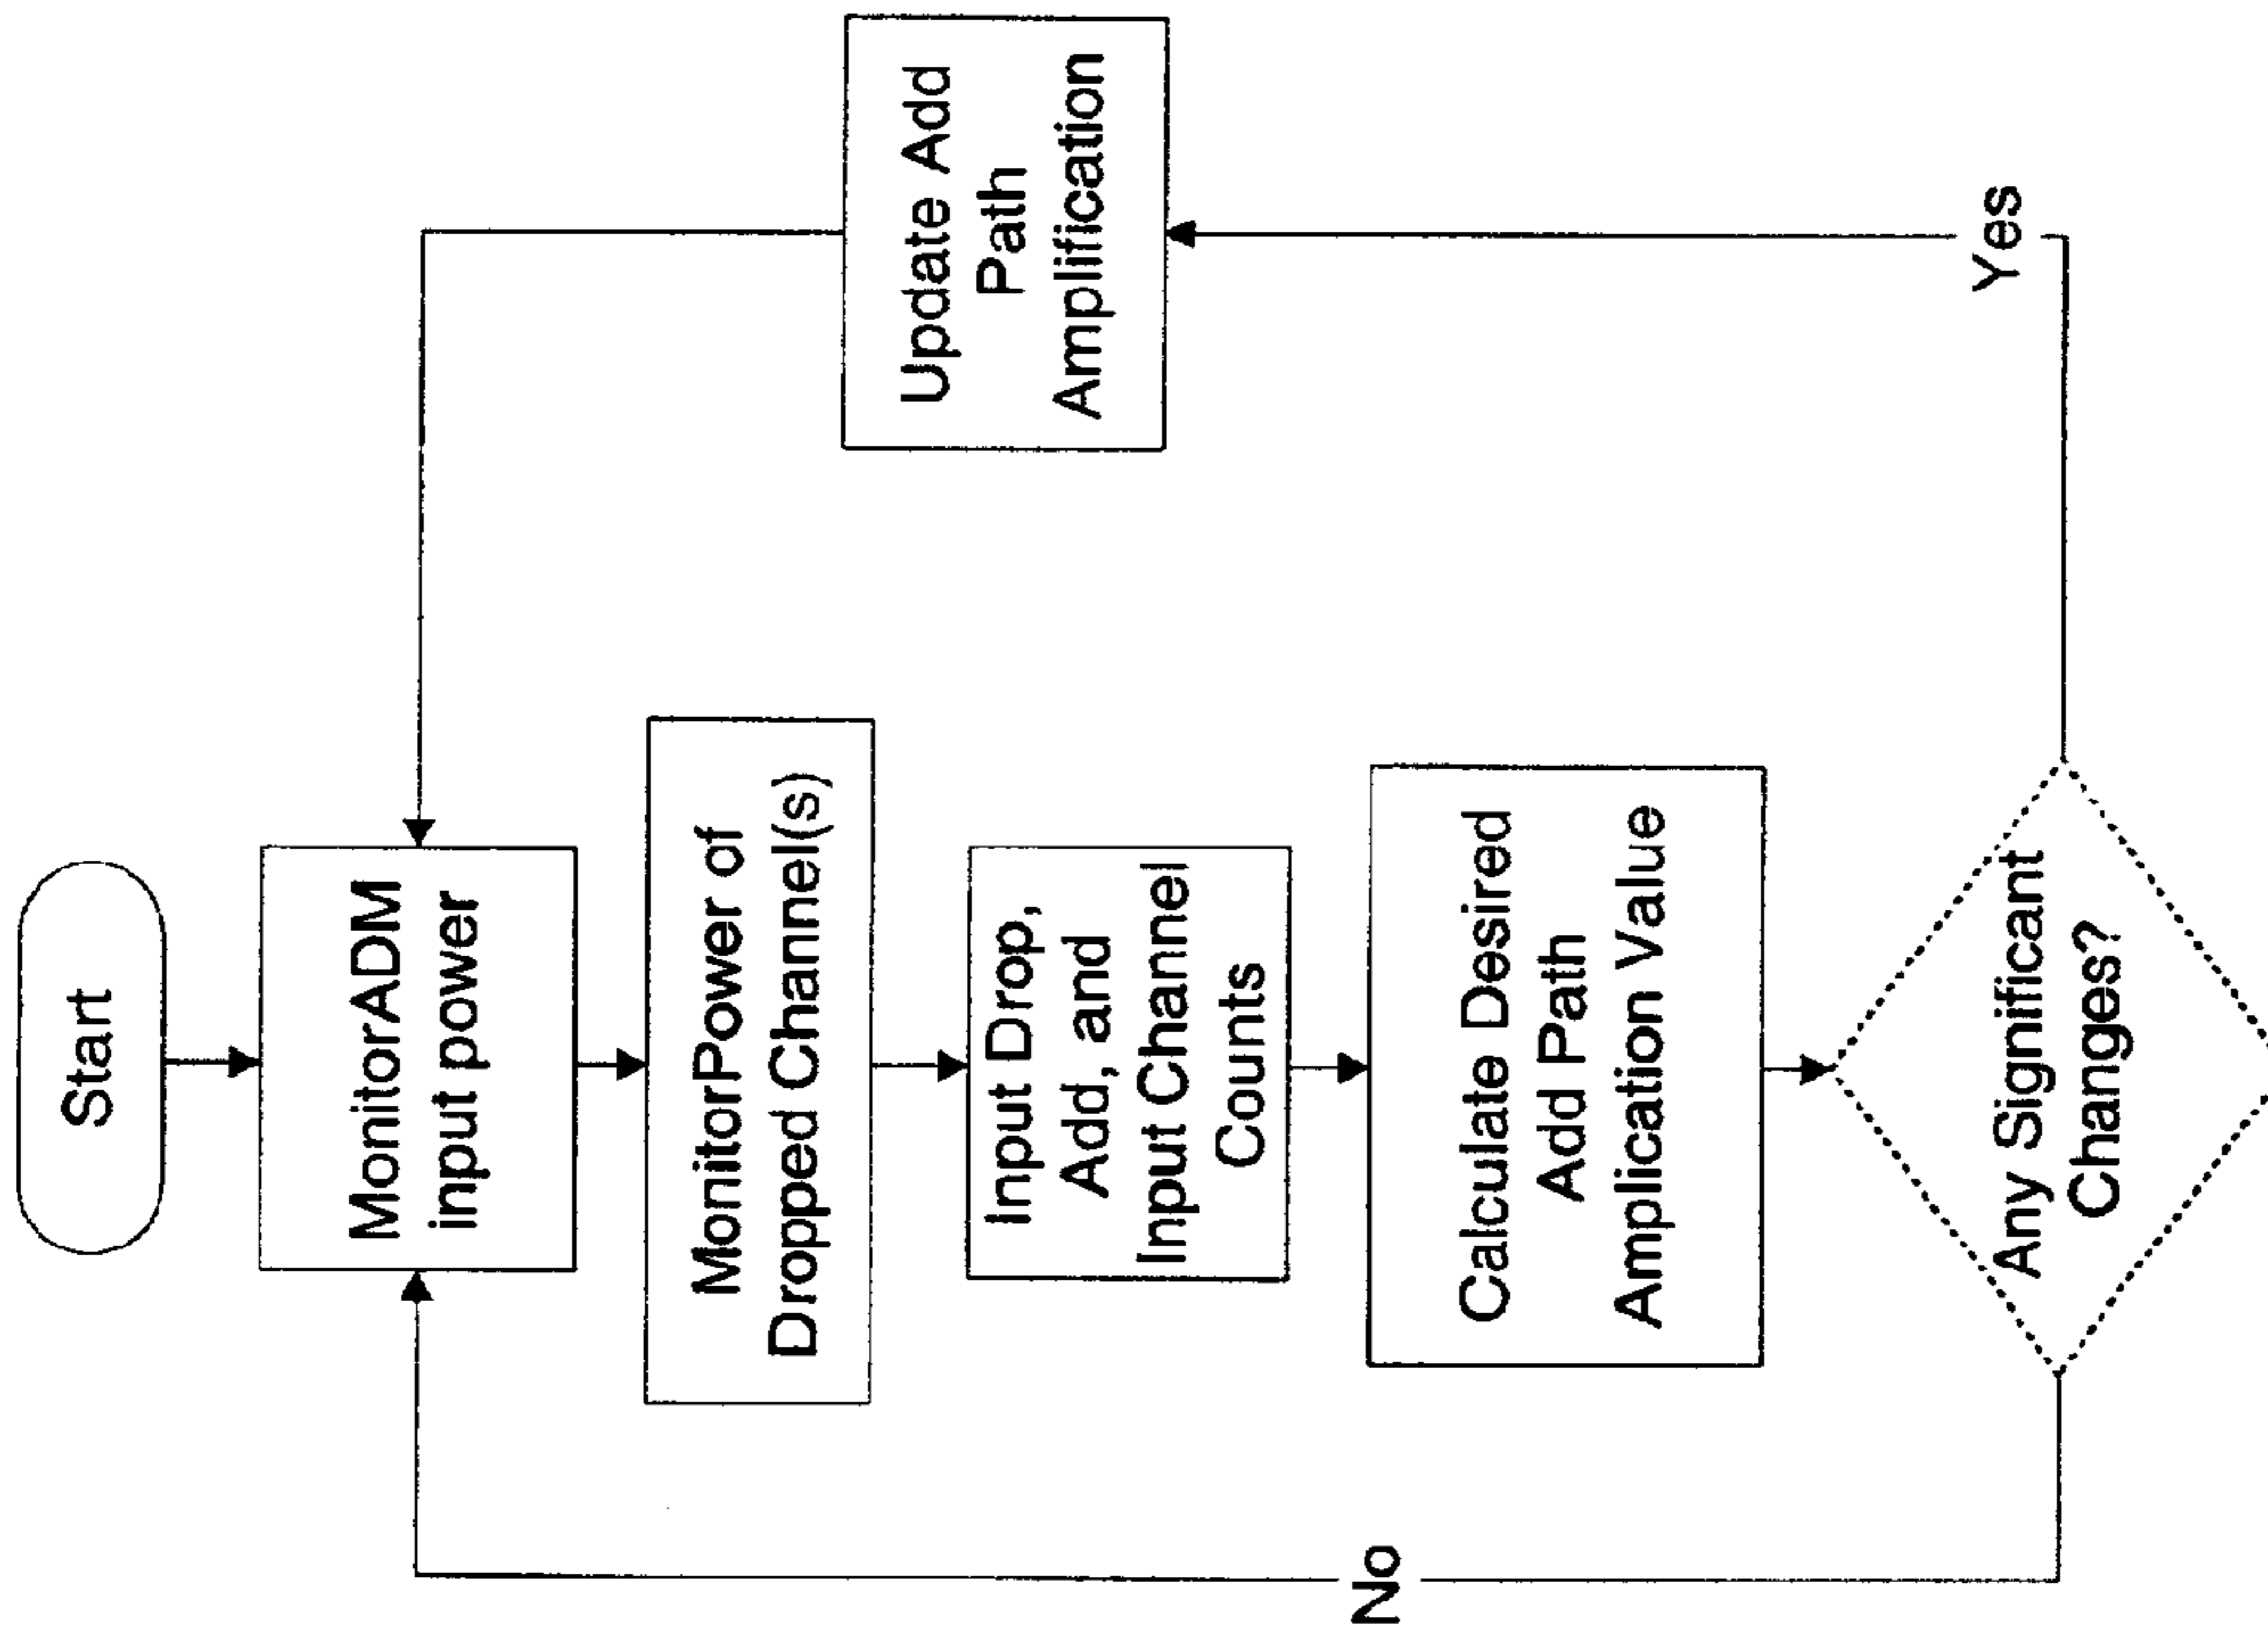 Start
MonitorADM
input power
MonitorPower of
Dropped Channel(s)
Input Drop,
Add, and
Input Channel
Counts
Calculate Desired
Add Path
Amplication Value
Any Significant
Changes?
No
Yes
Update Add
Path
Amplification